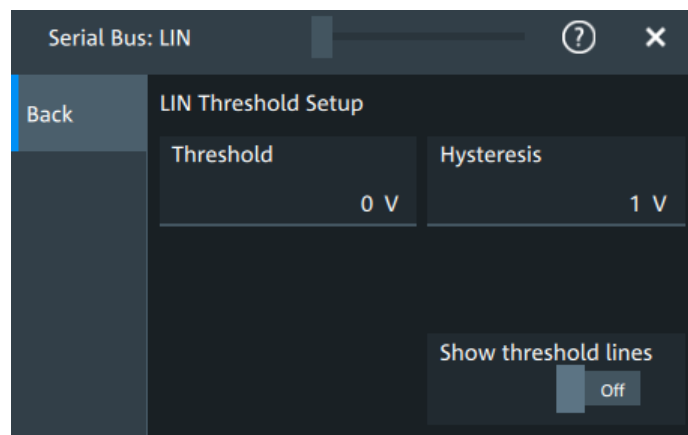 Serial Bus: LIN
?
Back
LIN Threshold Setup
Threshold
0 V
Hysteresis
1 V
Show threshold lines
Off